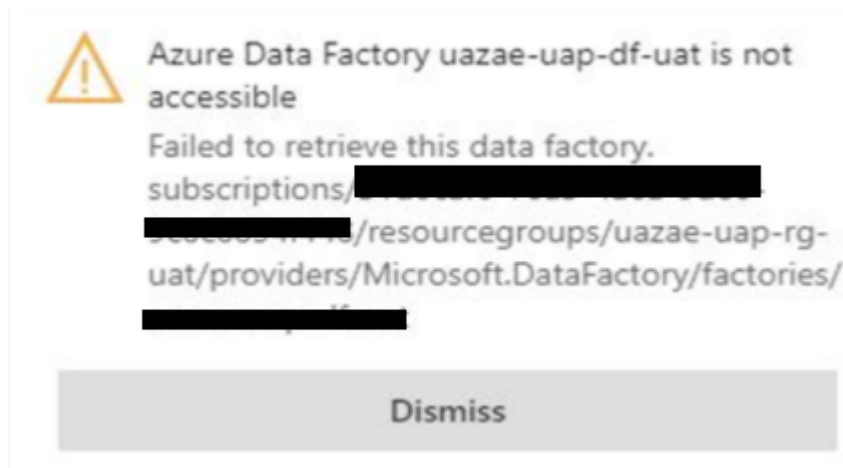 Azure Data Factory uazae-uap-df-uat is not
accessible
Failed to retrieve this data factory.
subscriptions/
/resourcegroups/uazae-uap-rg-
uat/providers/Microsoft.DataFactory/factories/
Dismiss